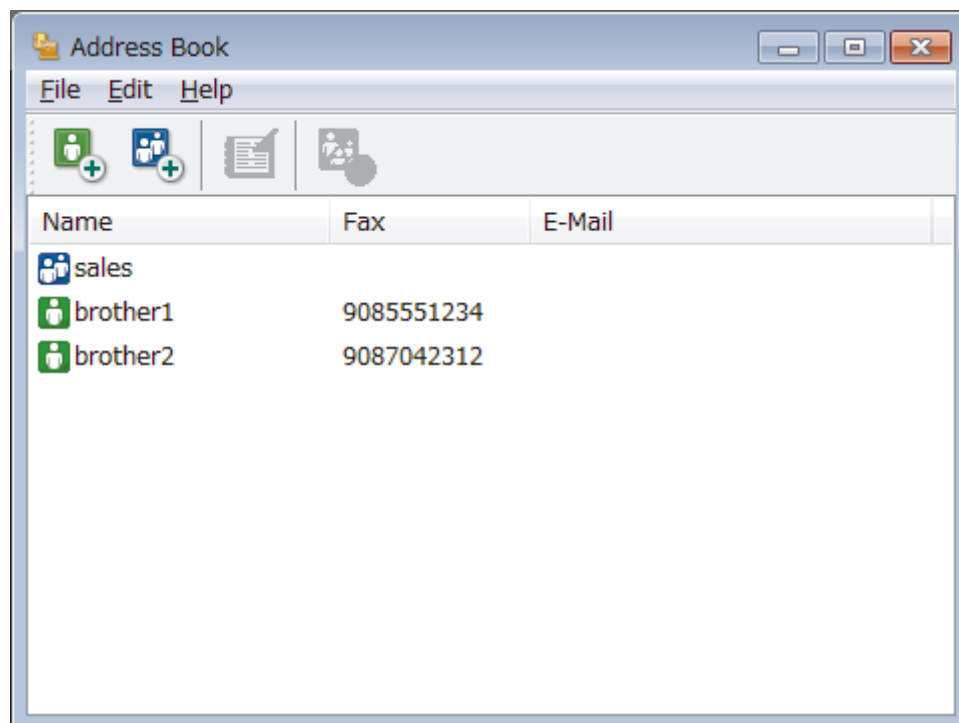 Address Book
File Edit Help
Name Fax E-Mail
sales
brother1 9085551234
brother2 9087042312